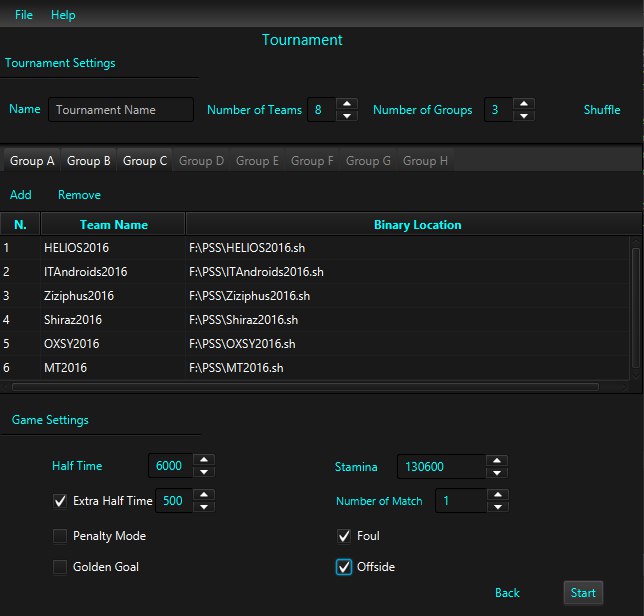 File Help
Tournament
Tournament Settings
Name Tournament Name Number of Teams 8 Number of Groups 3 Shuffle
Group A Group B Group C Group D Group E Group F Group G Group H
Add Remove
N. Team Name Binary Location
1 HELIOS2016 F:\PSS\HELIOS2016.sh
2 ITAndroids2016 F:\PSS\ITAndroids2016.sh
3 Ziziphus2016 F:\PSS\Ziziphus2016.sh
4 Shiraz2016 F:\PSS\Shiraz2016.sh
5 OXSY2016 F:\PSS\OXSY2016.sh
6 MT2016 F:\PSS\MT2016.sh
Game Settings
Half Time 6000 Stamina 130600
Extra Half Time 500 Number of Match 1
Penalty Mode Foul
Golden Goal Offside
Back Start